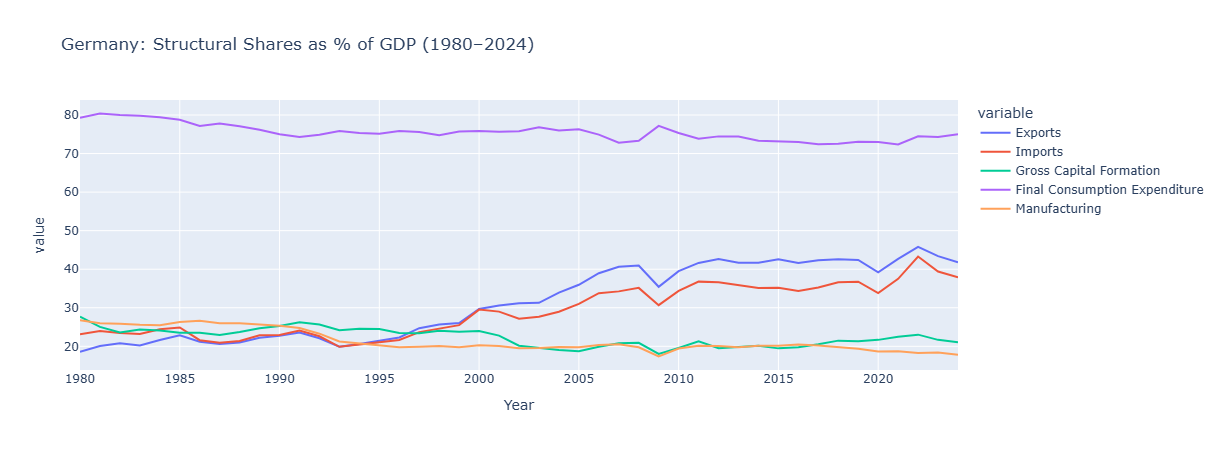 Germany: Structural Shares as % of GDP (1980–2024)
variable
Exports
Imports
Gross Capital Formation
Final Consumption Expenditure
Manufacturing
value
80
70
60
50
40
30
20
1980 1985 1990 1995 2000 2005 2010 2015 2020
Year